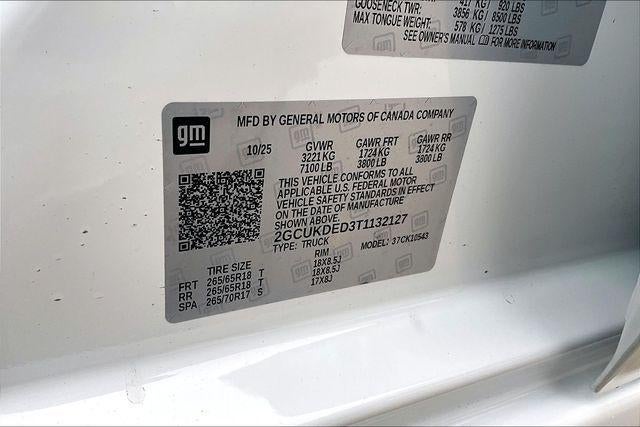 417 KG / 920 LBS
GOOSENECK TWR: 3856 KG / 8500 LBS
MAX TONGUE WEIGHT: 578 KG / 1275 LBS
SEE OWNER'S MANUAL FOR MORE INFORMATION
gm
MFD BY GENERAL MOTORS OF CANADA COMPANY
10/25 GVWR GAWR FRT GAWR RR
3221 KG 1724 KG 1724 KG
7100 LB 3800 LB 3800 LB
THIS VEHICLE CONFORMS TO ALL
APPLICABLE U.S. FEDERAL MOTOR
VEHICLE SAFETY STANDARDS IN EFFECT
ON THE DATE OF MANUFACTURE
SHOWN ABOVE.
2GCUKDED3T1132127
TYPE: TRUCK MODEL: 37CK10543
TIRE SIZE RIM
FRT 265/65R18 T 18X8.5J
RR 265/65R18 T 18X8.5J
SPA 265/70R17 S 17X8J